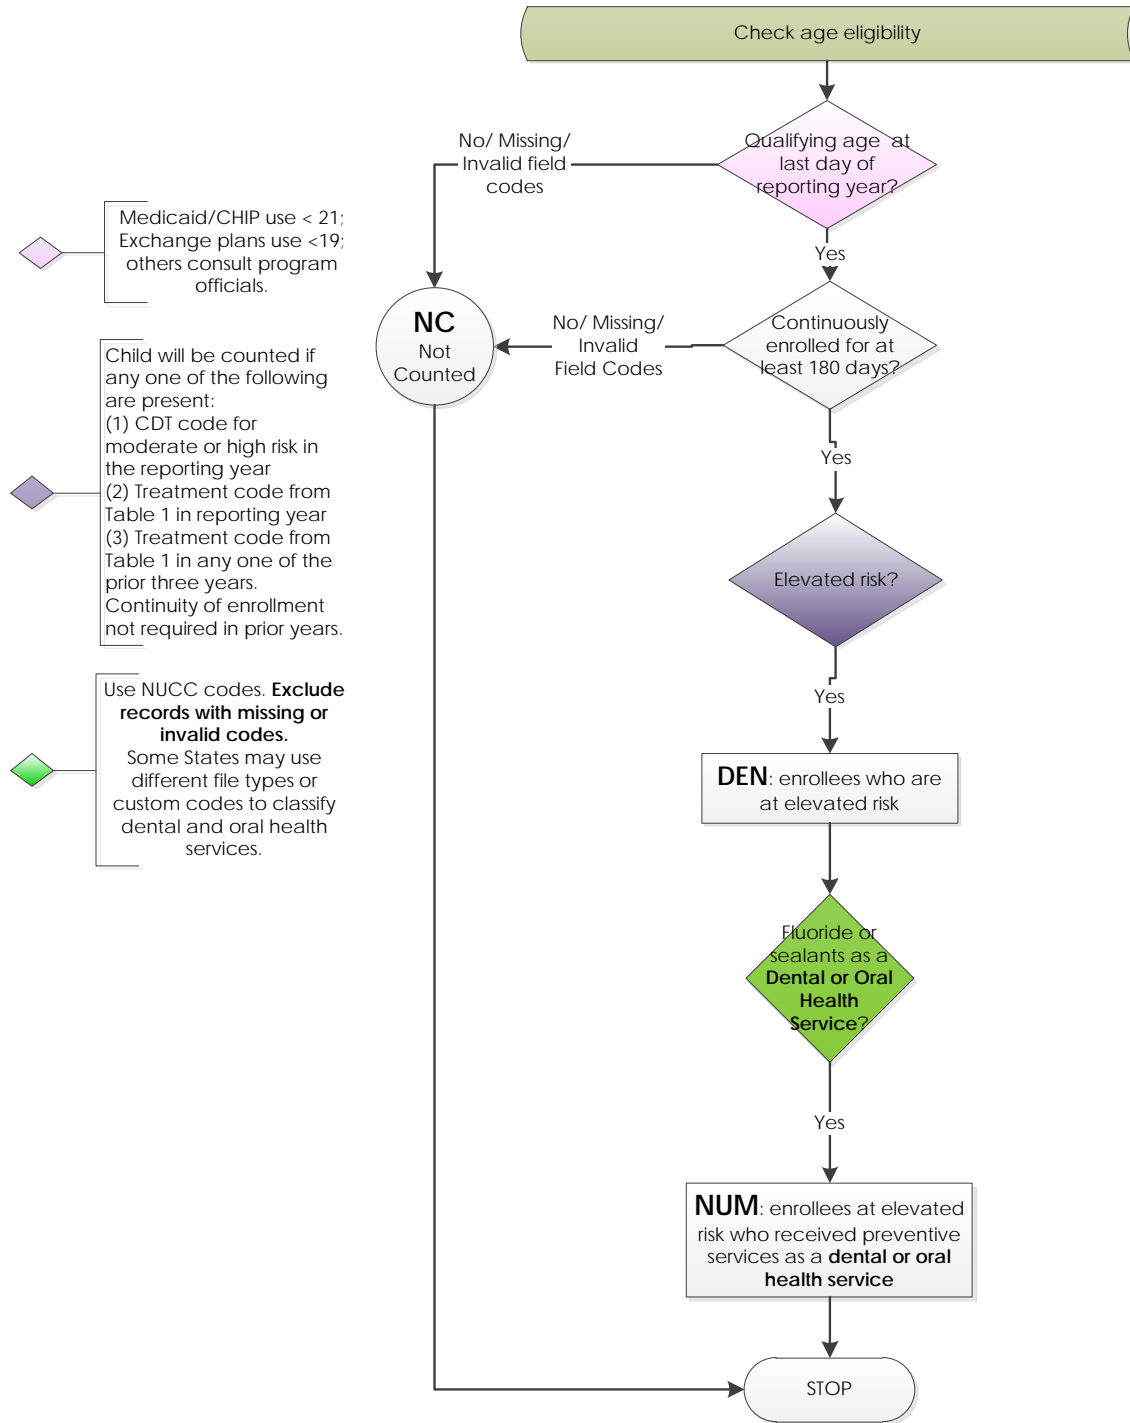 Check age eligibility
No/ Missing/
Invalid field
codes
Qualifying age at
last day of
reporting year?
Yes
Medicaid/CHIP use < 21;
Exchange plans use <19;
others consult program
officials.
NC
Not
Counted
No/ Missing/
Invalid
Field Codes
Continuously
enrolled for at
least 180 days?
Yes
Child will be counted if
any one of the following
are present:
(1) CDT code for
moderate or high risk in
the reporting year
(2) Treatment code from
Table 1 in reporting year
(3) Treatment code from
Table 1 in any one of the
prior three years.
Continuity of enrollment
not required in prior years.
Elevated risk?
Yes
Use NUCC codes. Exclude
records with missing or
invalid codes.
Some States may use
different file types or
custom codes to classify
dental and oral health
services.
DEN: enrollees who are
at elevated risk
Fluoride or
sealants as a
Dental or Oral
Health
Service?
Yes
NUM: enrollees at elevated
risk who received preventive
services as a dental or oral
health service
STOP